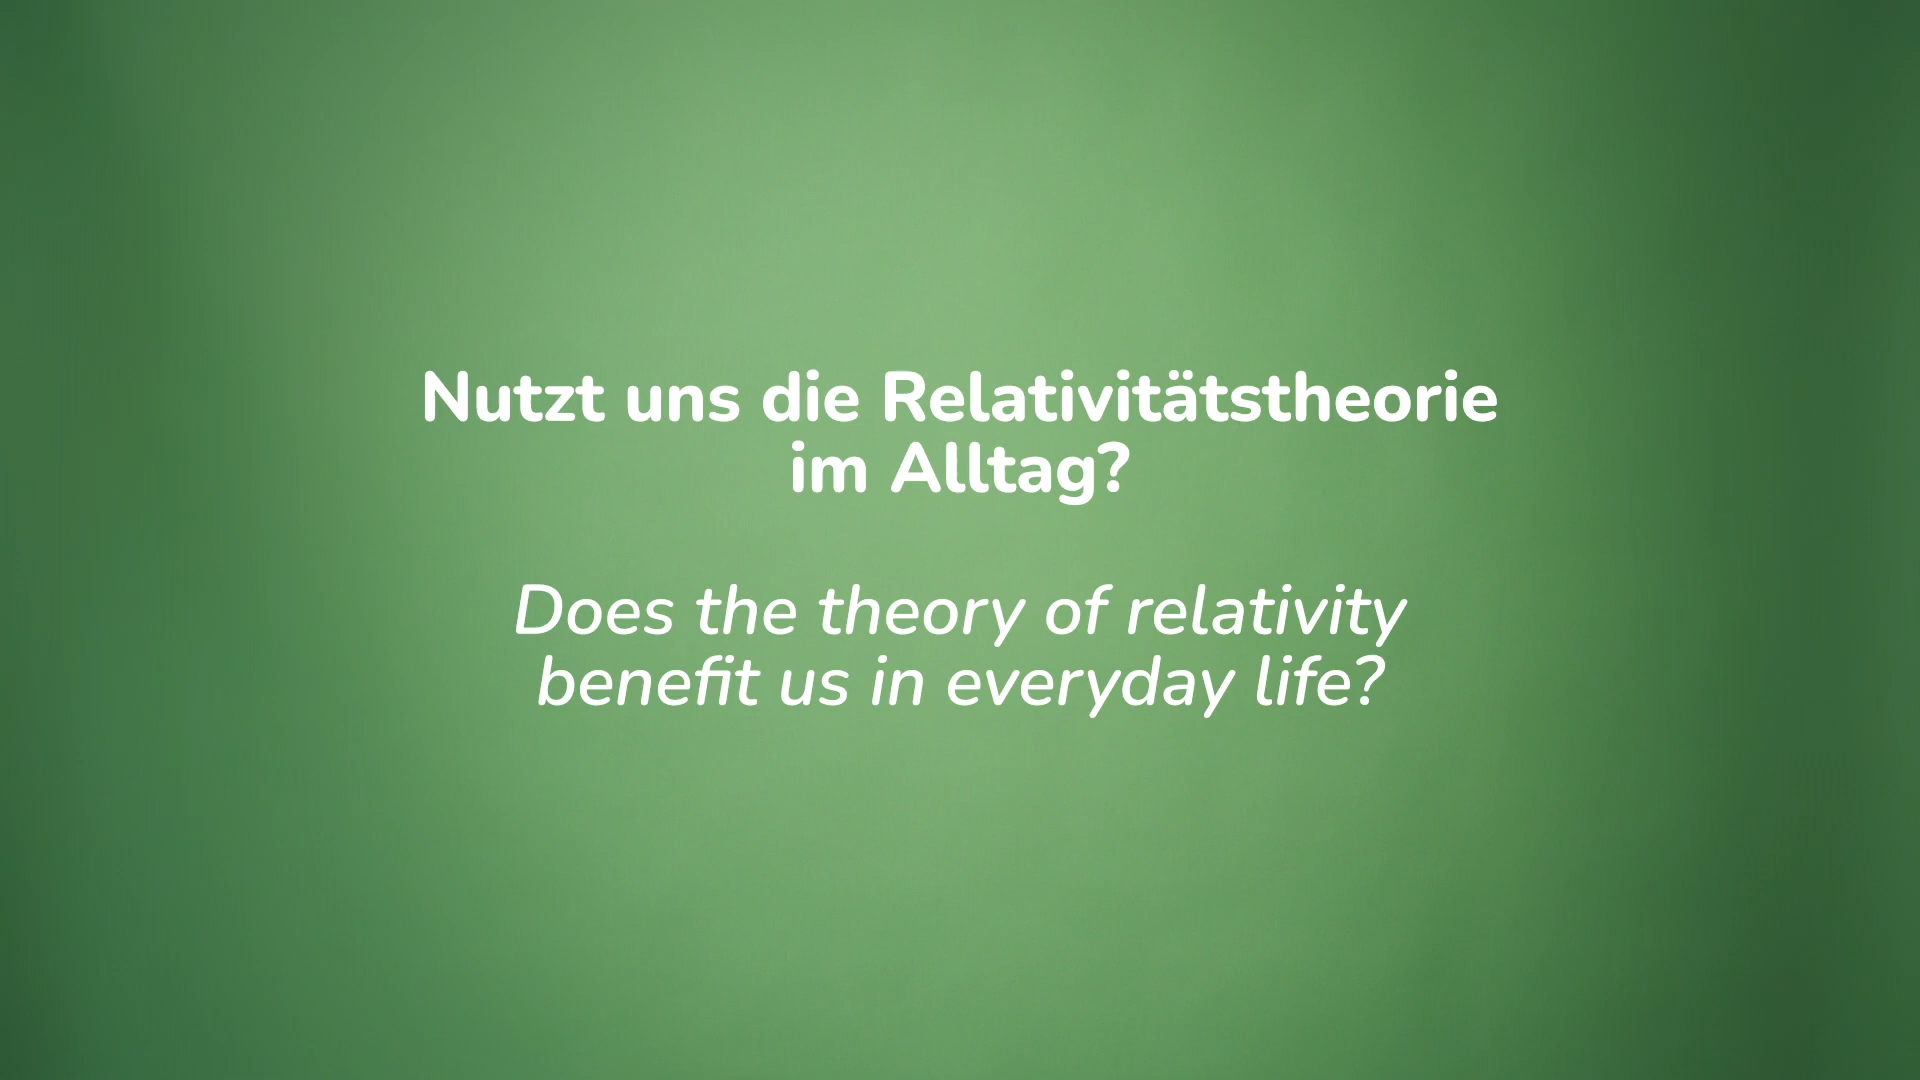 Nutzt uns die Relativitätstheorie
im Alltag?
Does the theory of relativity
benefit us in everyday life?